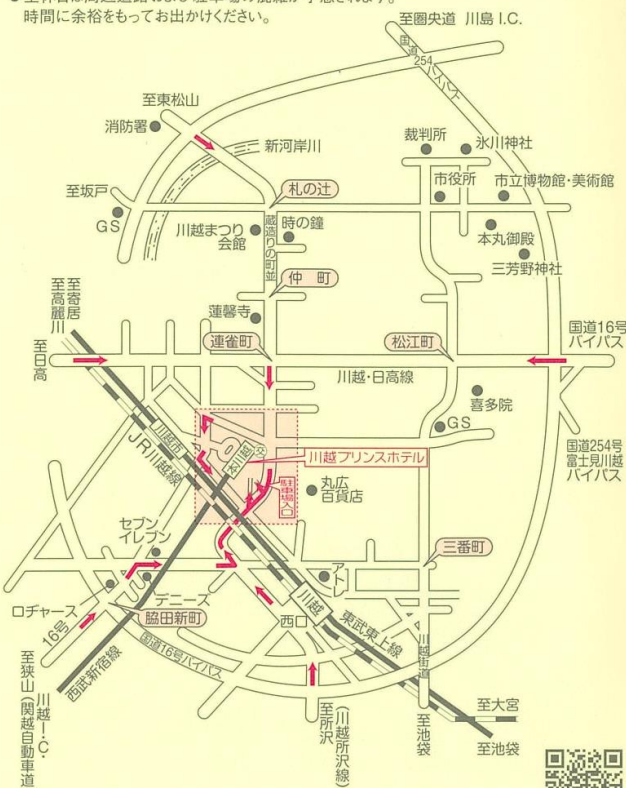 時間に余裕をもってお出かけください。
至圏央道 川島 I.C.
国道254バイパス
至東松山
消防署
新河岸川
裁判所
氷川神社
至坂戸
GS
札の辻
市役所
市立博物館・美術館
川越まつり
会館
蔵造りの町並
時の鐘
本丸御殿
三芳野神社
仲 町
至寄居
至高麗川
蓮馨寺
至日高
連雀町
松江町
国道16号
バイパス
川越・日高線
喜多院
GS
川越市
JR川越線
本川越
川越プリンスホテル
国道254号
富士見川越
バイパス
駐車場入口
丸広
百貨店
セブン
イレブン
三番町
アトレ
ロヂャース
デニーズ
川越
16号
脇田新町
西口
東武東上線
西武新宿線
国道16号バイパス
川越街道
至狭山(関越自動車道
川越I・C・
至所沢
(川越所沢線)
至池袋
至大宮
至池袋